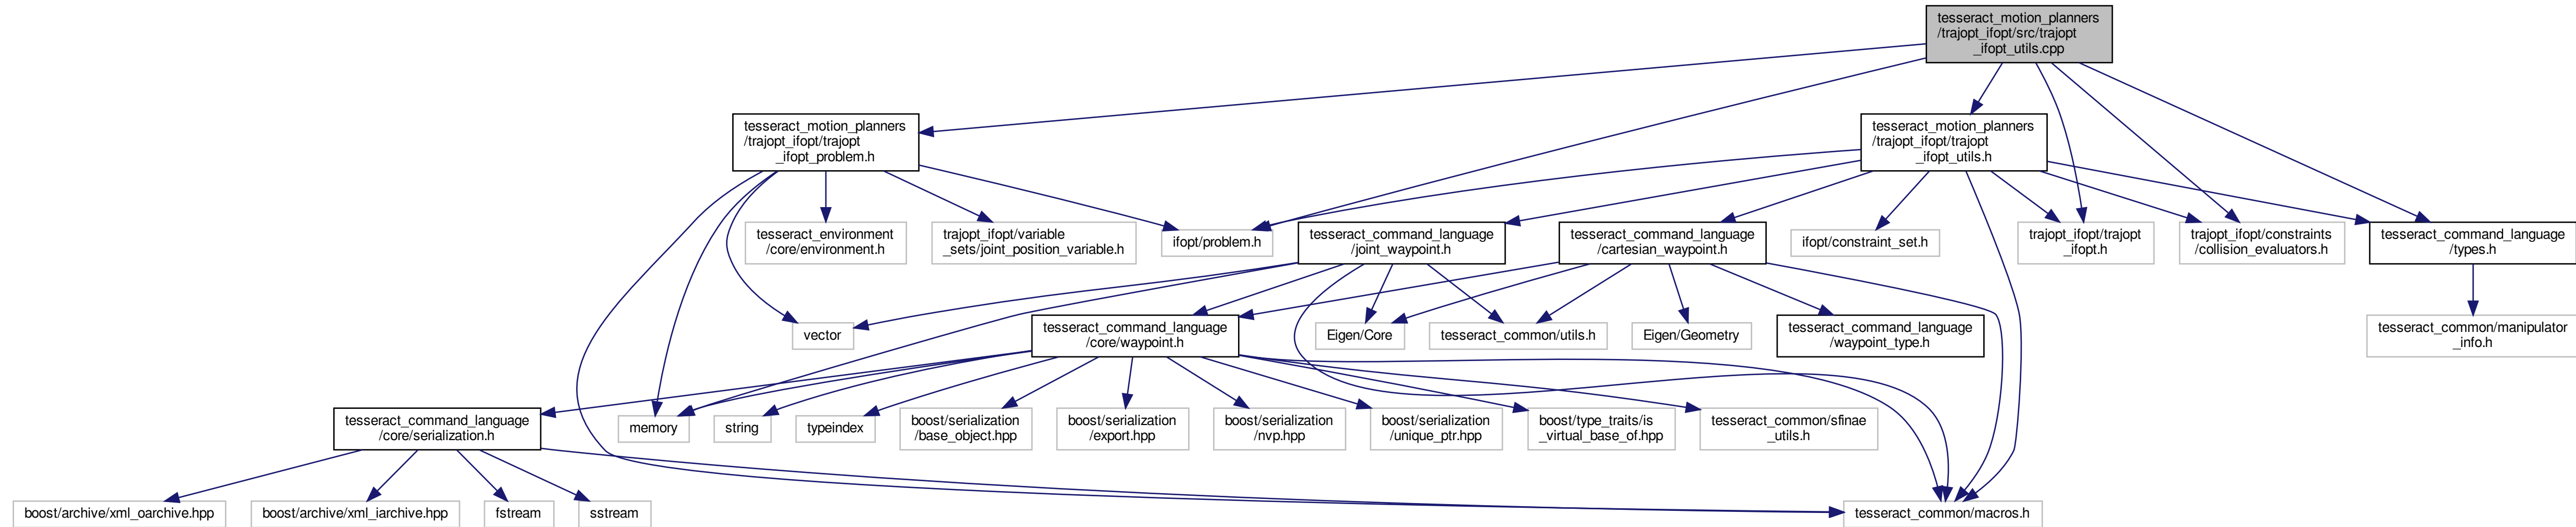 tesseract_motion_planners
/trajopt_ifopt/src/trajopt
_ifopt_utils.cpp
tesseract_motion_planners
/trajopt_ifopt/trajopt
_ifopt_problem.h
tesseract_motion_planners
/trajopt_ifopt/trajopt
_ifopt_utils.h
tesseract_environment
/core/environment.h
trajopt_ifopt/variable
_sets/joint_position_variable.h
ifopt/problem.h
tesseract_command_language
/joint_waypoint.h
tesseract_command_language
/cartesian_waypoint.h
ifopt/constraint_set.h
trajopt_ifopt/trajopt
_ifopt.h
trajopt_ifopt/constraints
/collision_evaluators.h
tesseract_command_language
/types.h
vector
tesseract_command_language
/core/waypoint.h
Eigen/Core
tesseract_common/utils.h
Eigen/Geometry
tesseract_command_language
/waypoint_type.h
tesseract_common/manipulator
_info.h
tesseract_command_language
/core/serialization.h
memory
string
typeindex
boost/serialization
/base_object.hpp
boost/serialization
/export.hpp
boost/serialization
/nvp.hpp
boost/serialization
/unique_ptr.hpp
boost/type_traits/is
_virtual_base_of.hpp
tesseract_common/sfinae
_utils.h
boost/archive/xml_oarchive.hpp
boost/archive/xml_iarchive.hpp
fstream
sstream
tesseract_common/macros.h